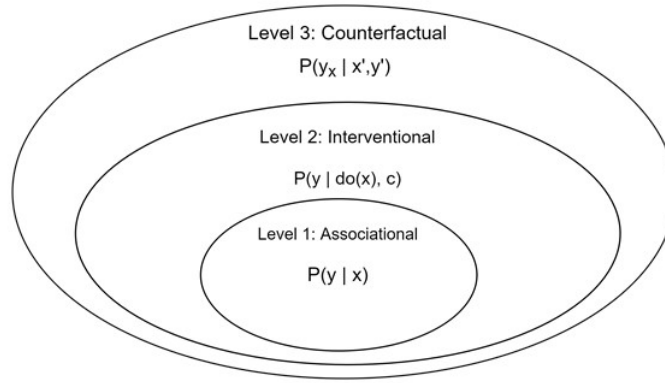 Level 3: Counterfactual
P(yₓ | x',y')
Level 2: Interventional
P(y | do(x), c)
Level 1: Associational
P(y | x)